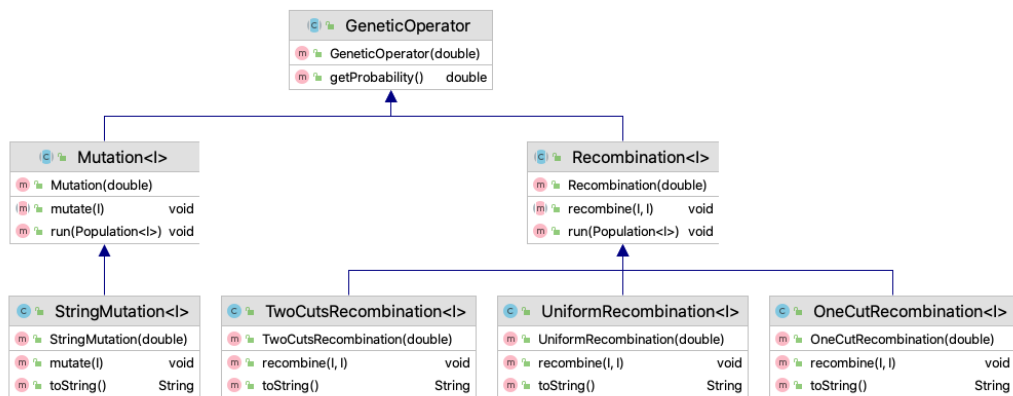 GeneticOperator
GeneticOperator(double)
getProbability() double
Mutation<I>
Mutation(double)
mutate(I) void
run(Population<I>) void
Recombination<I>
Recombination(double)
recombine(I, I) void
run(Population<I>) void
StringMutation<I>
StringMutation(double)
mutate(I) void
toString() String
TwoCutsRecombination<I>
TwoCutsRecombination(double)
recombine(I, I) void
toString() String
UniformRecombination<I>
UniformRecombination(double)
recombine(I, I) void
toString() String
OneCutRecombination<I>
OneCutRecombination(double)
recombine(I, I) void
toString() String